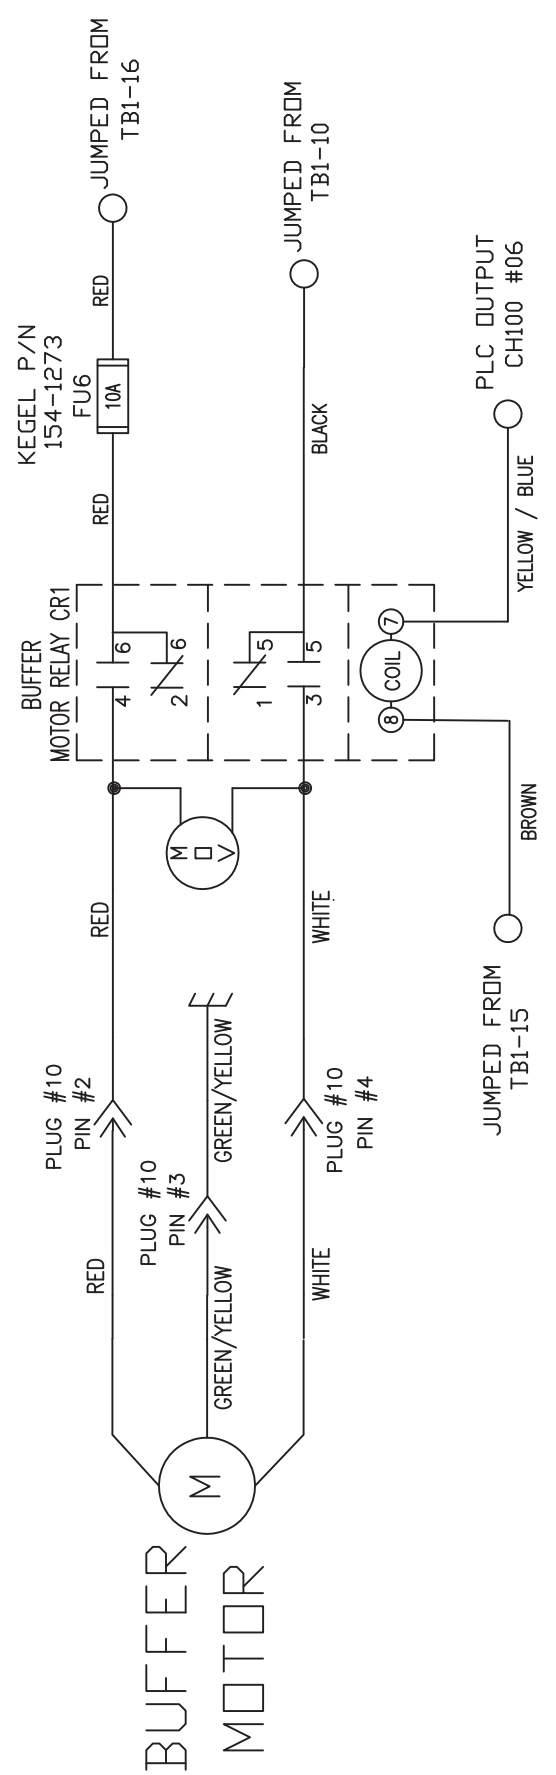 BUFFER
MOTOR
M
RED
PLUG #10
PIN #2
RED
GREEN/YELLOW
PLUG #10
PIN #3
GREEN/YELLOW
WHITE
PLUG #10
PIN #4
WHITE
MOV
BUFFER
MOTOR RELAY CR1
4
6
2
6
1
5
3
5
8
COIL
7
RED
KEGEL P/N
154-1273
FU6
10A
RED
JUMPED FROM
TB1-16
BLACK
JUMPED FROM
TB1-10
JUMPED FROM
TB1-15
BROWN
YELLOW / BLUE
PLC OUTPUT
CH100 #06